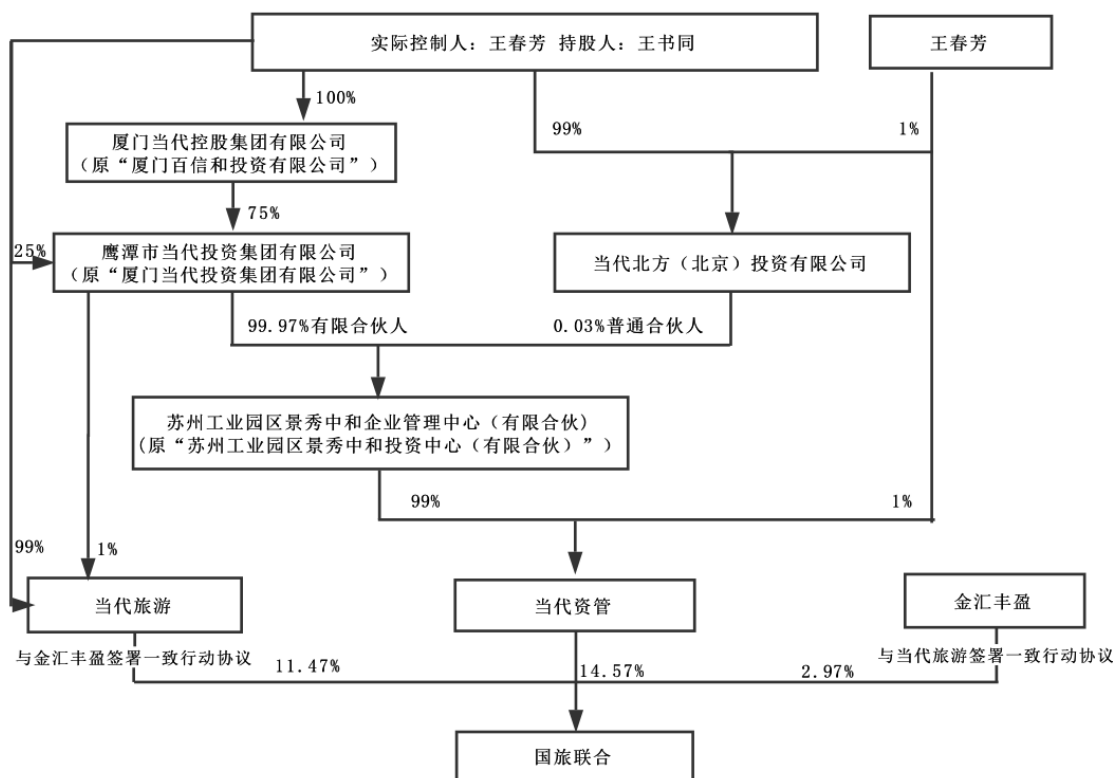 实际控制人：王春芳 持股人：王书同
王春芳
100%
99%
1%
厦门当代控股集团有限公司
（原“厦门百信和投资有限公司”）
75%
25%
鹰潭市当代投资集团有限公司
（原“厦门当代投资集团有限公司”）
当代北方（北京）投资有限公司
99.97%有限合伙人
0.03%普通合伙人
苏州工业园区景秀中和企业管理中心（有限合伙)
(原“苏州工业园区景秀中和投资中心（有限合伙）”）
99%
1%
99%
1%
当代旅游
当代资管
金汇丰盈
与金汇丰盈签署一致行动协议
与当代旅游签署一致行动协议
11.47%
14.57%
2.97%
国旅联合